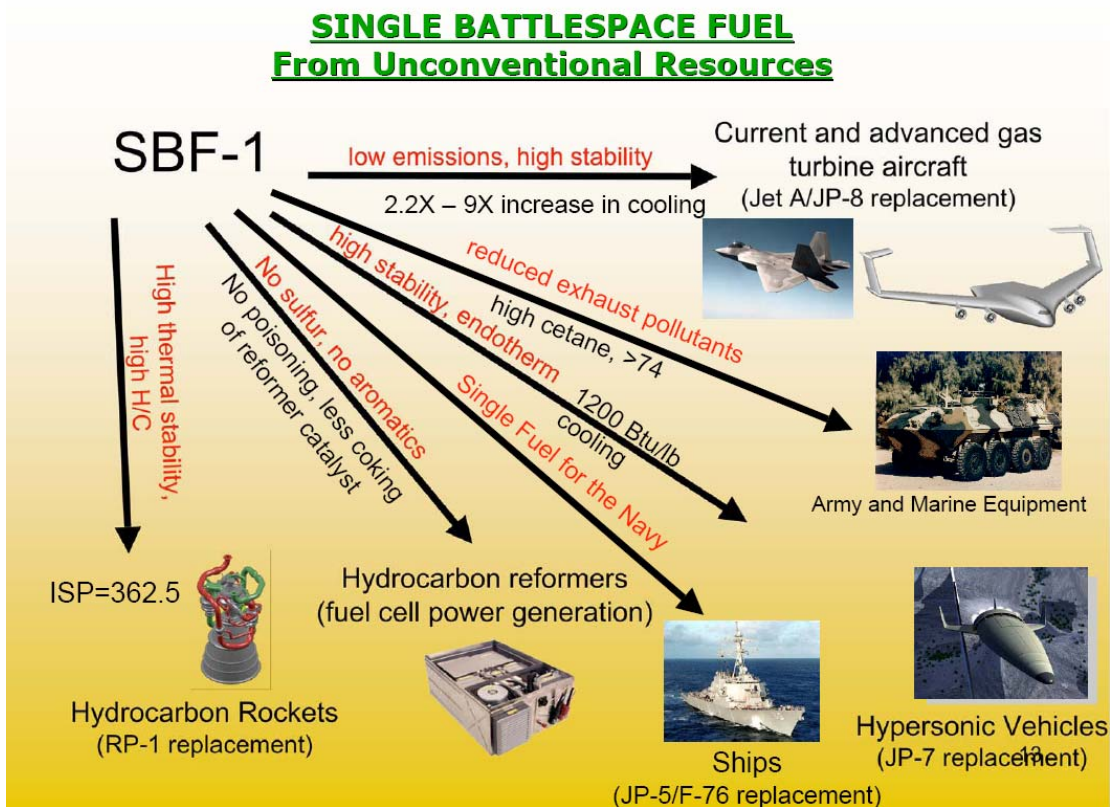 SINGLE BATTLESPACE FUEL
From Unconventional Resources
SBF-1
low emissions, high stability
2.2X – 9X increase in cooling
Current and advanced gas
turbine aircraft
(Jet A/JP-8 replacement)
reduced exhaust pollutants
high cetane, >74
Army and Marine Equipment
high stability, endotherm
1200 Btu/lb
cooling
Hypersonic Vehicles
(JP-7 replacement)
13
Single Fuel for the Navy
Ships
(JP-5/F-76 replacement)
No sulfur, no aromatics
No poisoning, less coking
of reformer catalyst
Hydrocarbon reformers
(fuel cell power generation)
High thermal stability,
high H/C
ISP=362.5
Hydrocarbon Rockets
(RP-1 replacement)